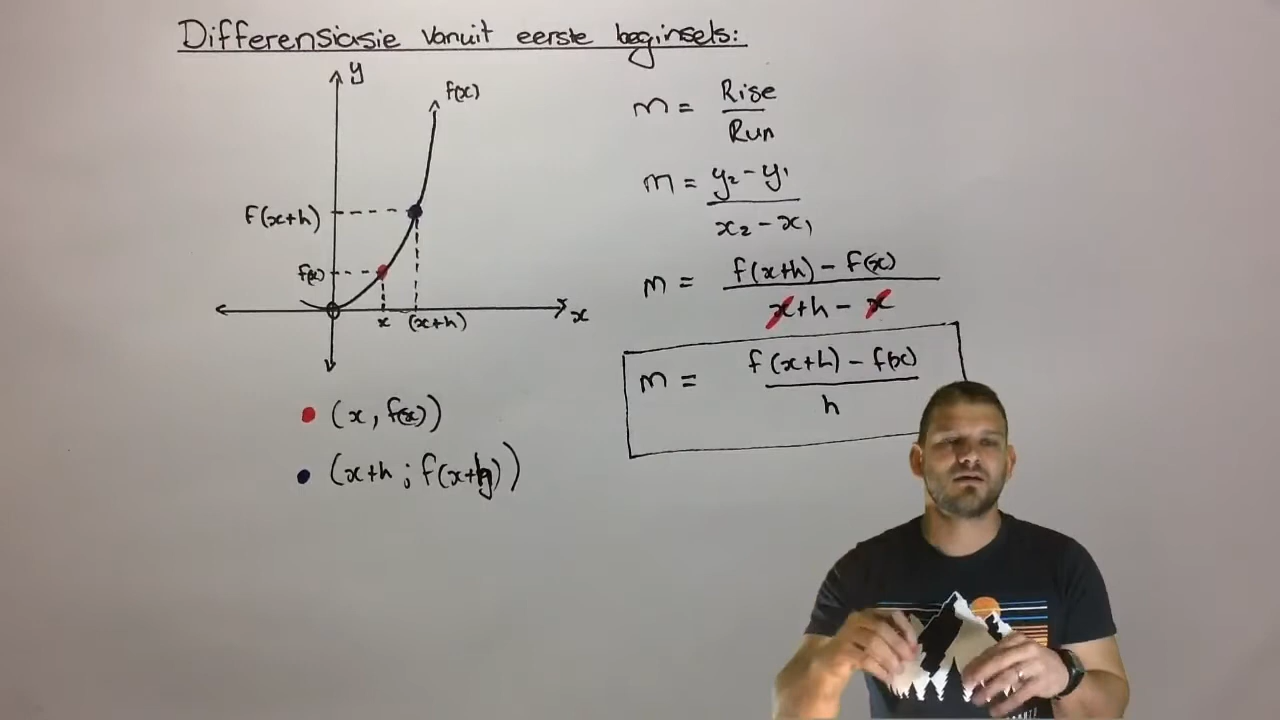 Differensiasie vanuit eerste beginsels:
y
f(x)
F(x+h)
f(x)
x
(x+h)
x
(x, f(x))
(x+h ; f(x+h))
m = Rise
Run
m = y₂ - y₁
x₂ - x₁
m = f(x+h) - f(x)
x+h - x
m = f(x+h) - f(x)
h